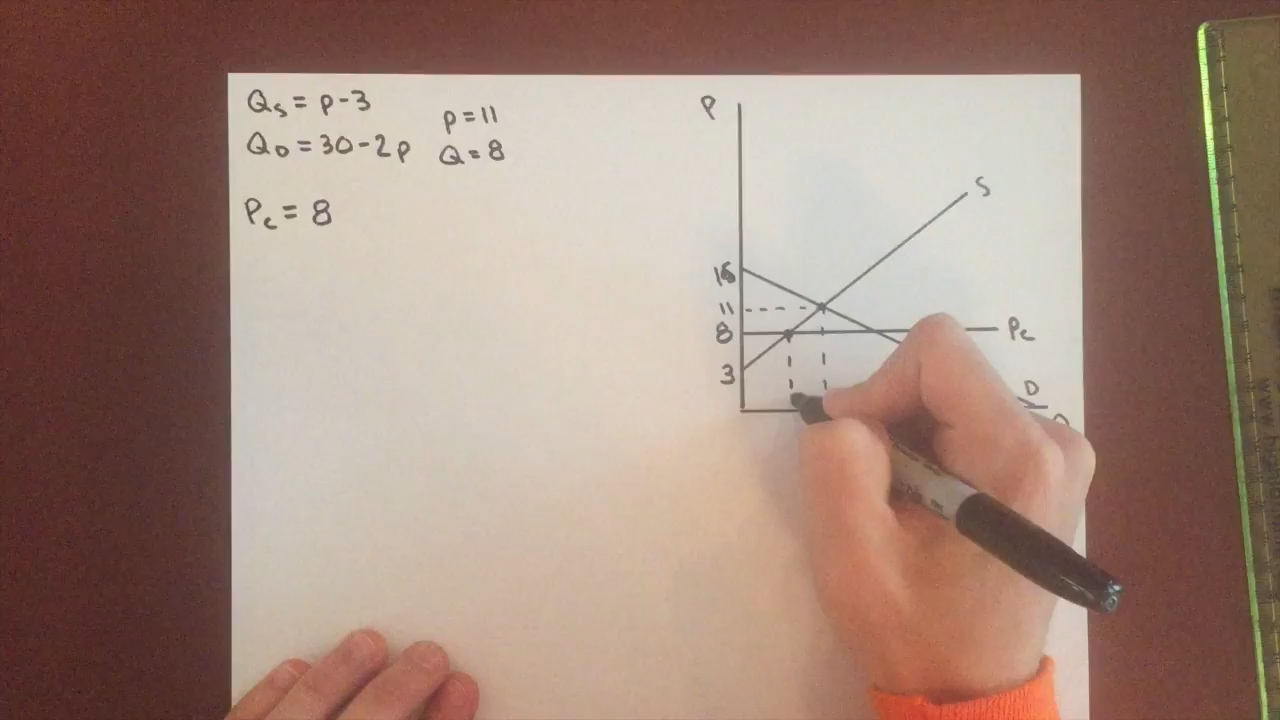 Qs = P-3
QD = 30-2P
P = 11
Q = 8
Pc = 8
P
S
15
11
8
Pc
3
D